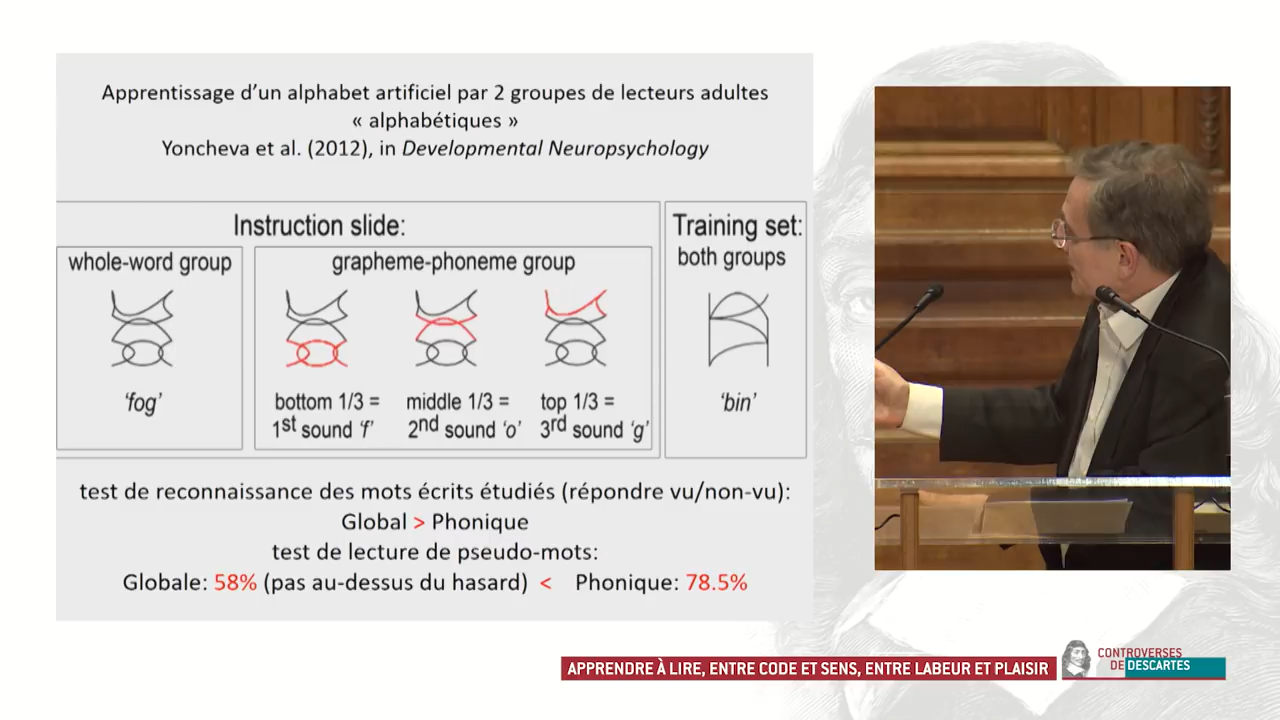 Apprentissage d'un alphabet artificiel par 2 groupes de lecteurs adultes
« alphabétiques »
Yoncheva et al. (2012), in Developmental Neuropsychology
Instruction slide:
whole-word group
'fog'
grapheme-phoneme group
bottom 1/3 =
1st sound 'f'
middle 1/3 =
2nd sound 'o'
top 1/3 =
3rd sound 'g'
Training set:
both groups
'bin'
test de reconnaissance des mots écrits étudiés (répondre vu/non-vu):
Global > Phonique
test de lecture de pseudo-mots:
Globale: 58% (pas au-dessus du hasard) < Phonique: 78.5%
APPRENDRE À LIRE, ENTRE CODE ET SENS, ENTRE LABEUR ET PLAISIR
CONTROVERSES
DE DESCARTES